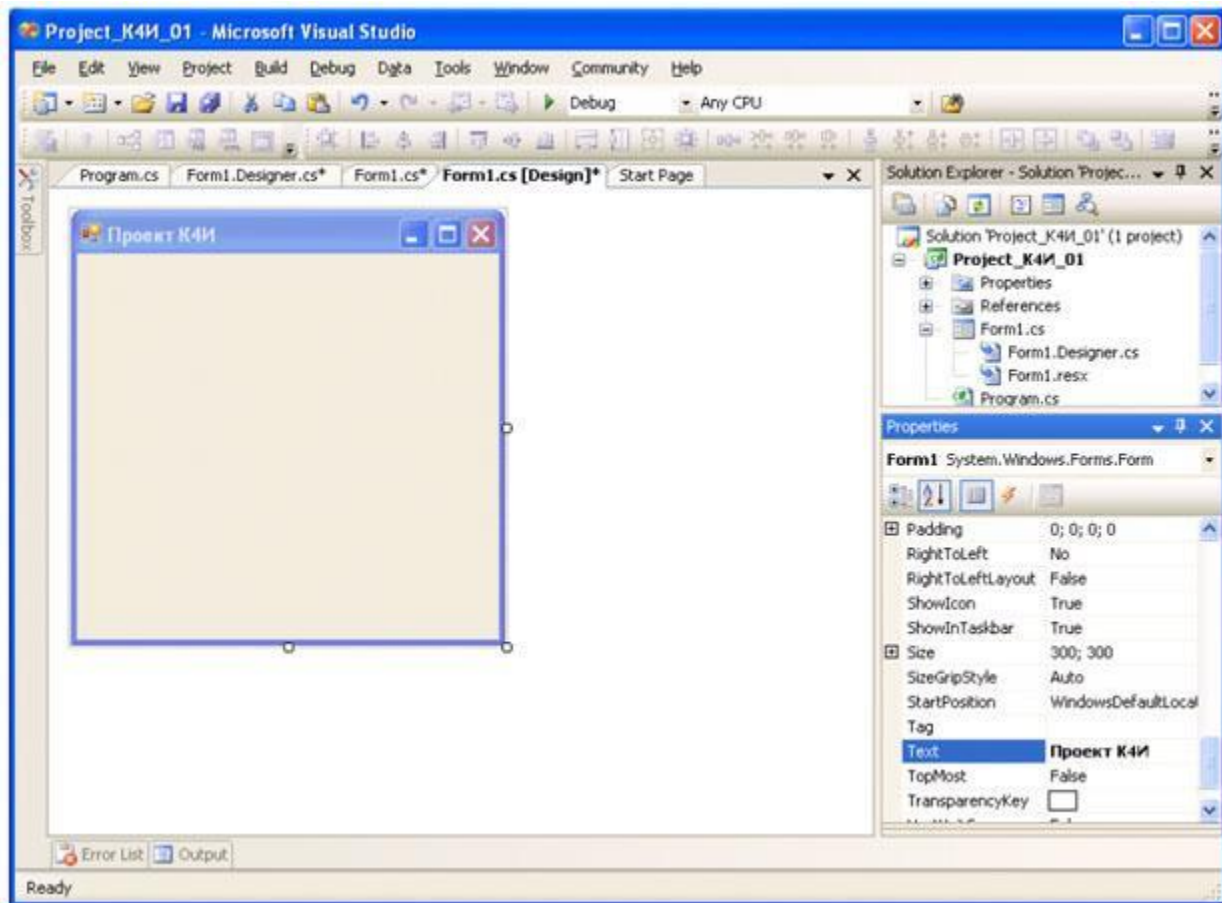 Project_К4И_01 - Microsoft Visual Studio
File Edit View Project Build Debug Data Tools Window Community Help
Debug Any CPU
Toolbox
Program.cs Form1.Designer.cs* Form1.cs* Form1.cs [Design]* Start Page
Проект К4И
Solution Explorer - Solution 'Projec...
Solution 'Project_К4И_01' (1 project)
Project_К4И_01
Properties
References
Form1.cs
Form1.Designer.cs
Form1.resx
Program.cs
Properties
Form1 System.Windows.Forms.Form
Padding 0; 0; 0; 0
RightToLeft No
RightToLeftLayout False
ShowIcon True
ShowInTaskbar True
Size 300; 300
SizeGripStyle Auto
StartPosition WindowsDefaultLocat
Tag
Text Проект К4И
TopMost False
TransparencyKey
Error List Output
Ready